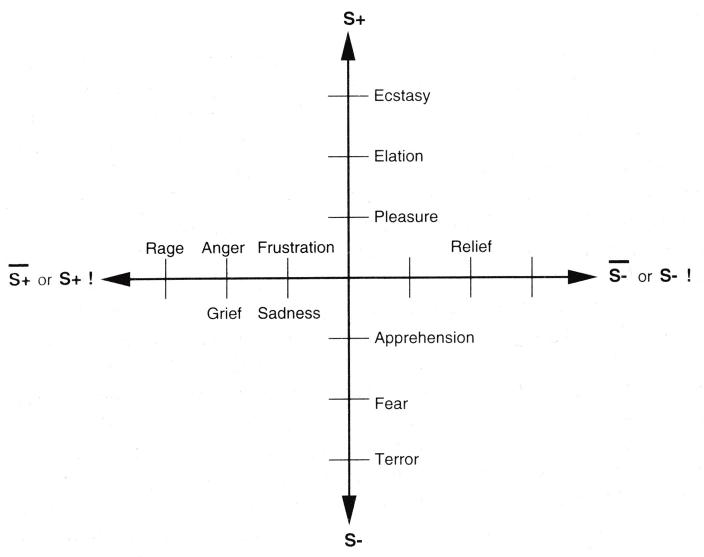 S+
Ecstasy
Elation
Pleasure
Rage Anger Frustration Relief
S̅+̅ or S+ ! S̅-̅ or S- !
Grief Sadness
Apprehension
Fear
Terror
S-